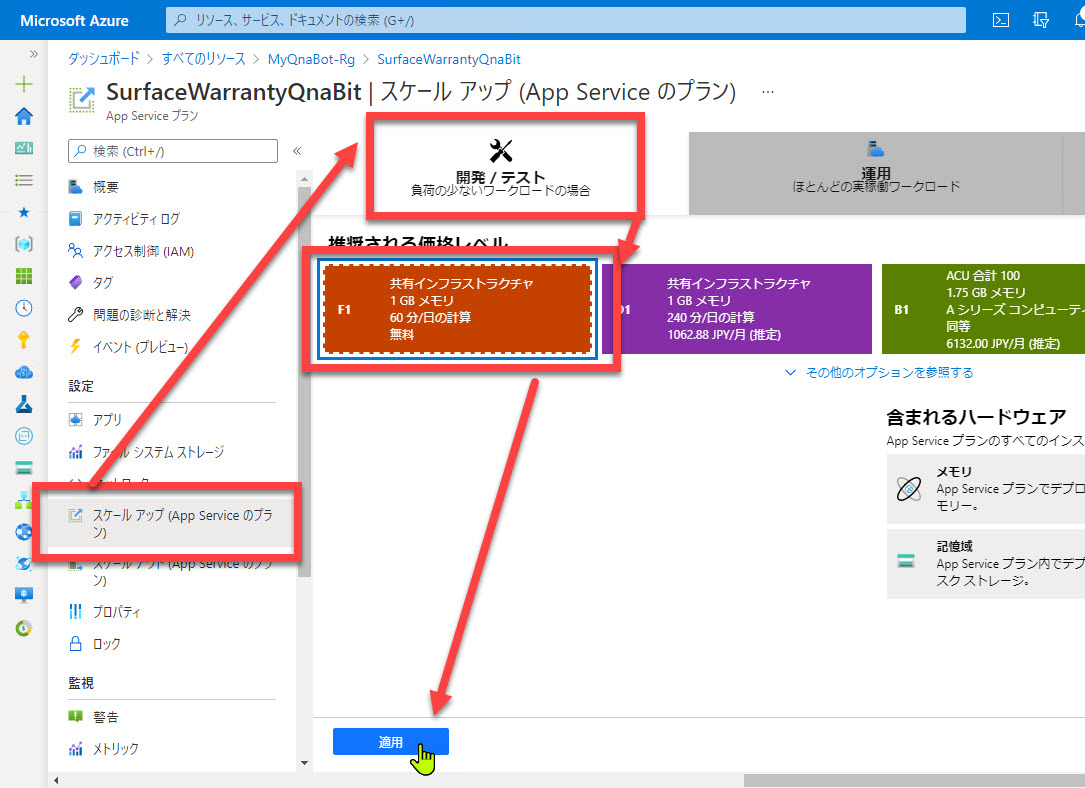 Microsoft Azure
リソース、サービス、ドキュメントの検索 (G+/)
ダッシュボード > すべてのリソース > MyQnaBot-Rg > SurfaceWarrantyQnaBit
SurfaceWarrantyQnaBit | スケール アップ (App Service のプラン) ...
App Service プラン
検索 (Ctrl+/)
概要
アクティビティ ログ
アクセス制御 (IAM)
タグ
問題の診断と解決
イベント (プレビュー)
設定
アプリ
ファイル システム ストレージ
スケール アップ (App Service のプラ
ン)
スケール アウト (App Service のプラ
ン)
プロパティ
ロック
監視
警告
メトリック
開発 / テスト
負荷の少ないワークロードの場合
運用
ほとんどの実稼働ワークロード
推奨される価格レベル
F1
共有インフラストラクチャ
1 GB メモリ
60 分/日の計算
無料
D1
共有インフラストラクチャ
1 GB メモリ
240 分/日の計算
1062.88 JPY/月 (推定)
B1
ACU 合計 100
1.75 GB メモリ
A シリーズ コンピューティ
同等
6132.00 JPY/月 (推定)
その他のオプションを参照する
含まれるハードウェア
App Service プランのすべてのインス
メモリ
App Service プランでデプロ
モリー。
記憶域
App Service プラン内でデプ
スク ストレージ。
適用